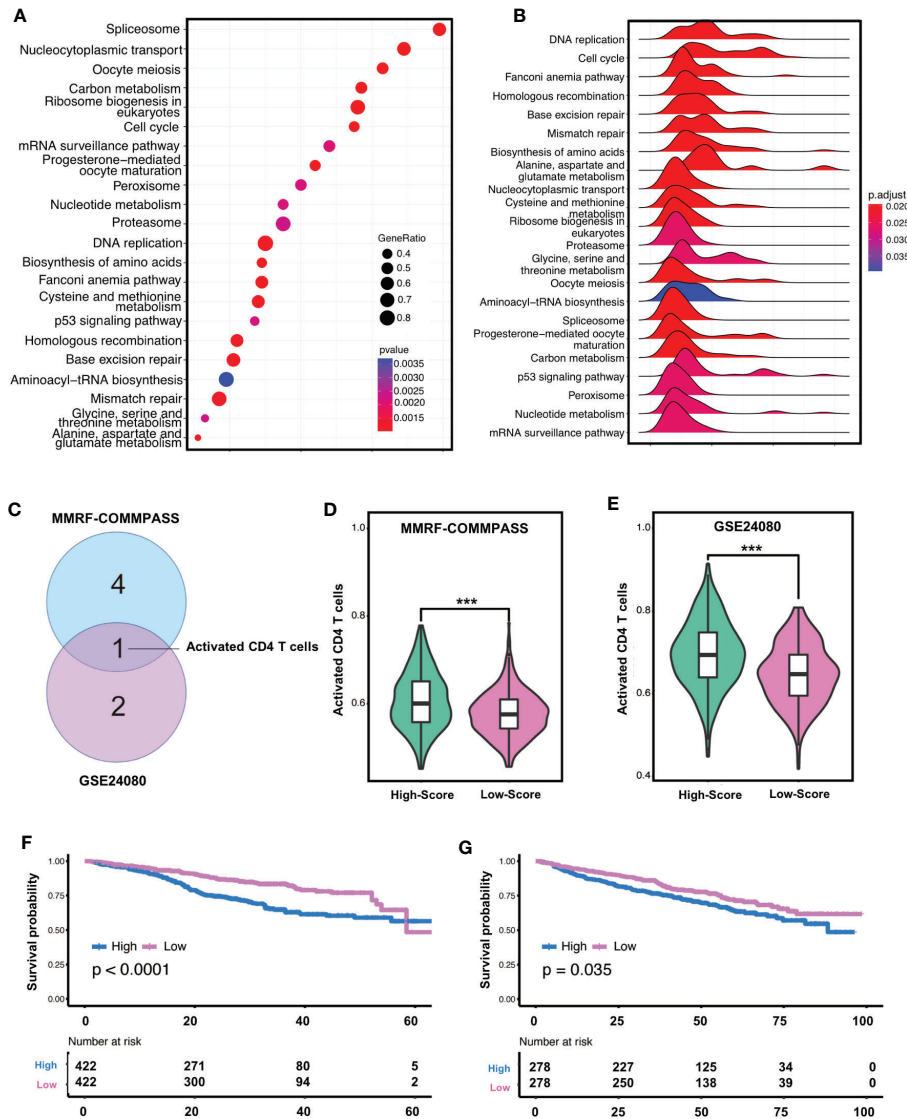 A
Spliceosome
Nucleocytoplasmic transport
Oocyte meiosis
Carbon metabolism
Ribosome biogenesis in
eukaryotes
Cell cycle
mRNA surveillance pathway
Progesterone−mediated
oocyte maturation
Peroxisome
Nucleotide metabolism
Proteasome
DNA replication
Biosynthesis of amino acids
Fanconi anemia pathway
Cysteine and methionine
metabolism
p53 signaling pathway
Homologous recombination
Base excision repair
Aminoacyl−tRNA biosynthesis
Mismatch repair
Glycine, serine and
threonine metabolism
Alanine, aspartate and
glutamate metabolism
GeneRatio
0.4
0.5
0.6
0.7
0.8
pvalue
0.0035
0.0030
0.0025
0.0020
0.0015
B
DNA replication
Cell cycle
Fanconi anemia pathway
Homologous recombination
Base excision repair
Mismatch repair
Biosynthesis of amino acids
Alanine, aspartate and
glutamate metabolism
Nucleocytoplasmic transport
Cysteine and methionine
metabolism
Ribosome biogenesis in
eukaryotes
Proteasome
Glycine, serine and
threonine metabolism
Oocyte meiosis
Aminoacyl−tRNA biosynthesis
Spliceosome
Progesterone−mediated oocyte
maturation
Carbon metabolism
p53 signaling pathway
Peroxisome
Nucleotide metabolism
mRNA surveillance pathway
p.adjust
0.020
0.025
0.030
0.035
C
MMRF-COMMPASS
4
1
Activated CD4 T cells
2
GSE24080
D
MMRF-COMMPASS
***
Activated CD4 T cells
1.0
0.8
0.6
High-Score Low-Score
E
GSE24080
***
Activated CD4 T cells
1.0
0.8
0.6
0.4
High-Score Low-Score
F
Survival probability
1.00
0.75
0.50
0.25
0.00
High Low
p < 0.0001
0 20 40 60
Number at risk
High 422 271 80 5
Low 422 300 94 2
0 20 40 60
G
Survival probability
1.00
0.75
0.50
0.25
0.00
High Low
p = 0.035
0 25 50 75 100
Number at risk
High 278 227 125 34 0
Low 278 250 138 39 0
0 25 50 75 100